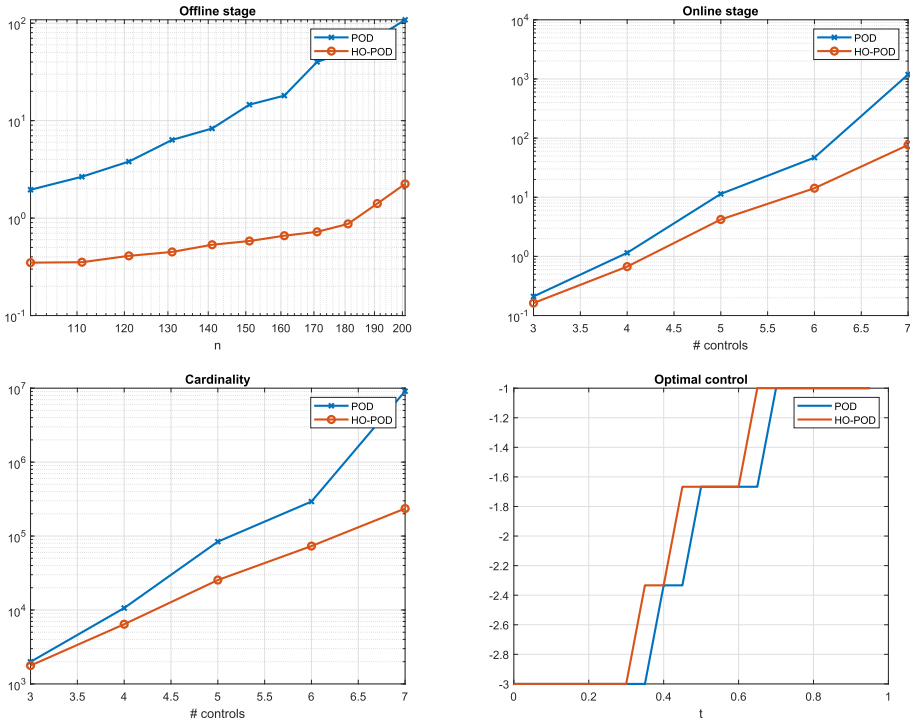 Offline stage
10^2
10^1
10^0
10^-1
110 120 130 140 150 160 170 180 190 200
n
POD
HO-POD
Online stage
10^4
10^3
10^2
10^1
10^0
10^-1
3 3.5 4 4.5 5 5.5 6 6.5 7
# controls
POD
HO-POD
Cardinality
10^7
10^6
10^5
10^4
10^3
3 3.5 4 4.5 5 5.5 6 6.5 7
# controls
POD
HO-POD
Optimal control
-1
-1.2
-1.4
-1.6
-1.8
-2
-2.2
-2.4
-2.6
-2.8
-3
0 0.2 0.4 0.6 0.8 1
t
POD
HO-POD